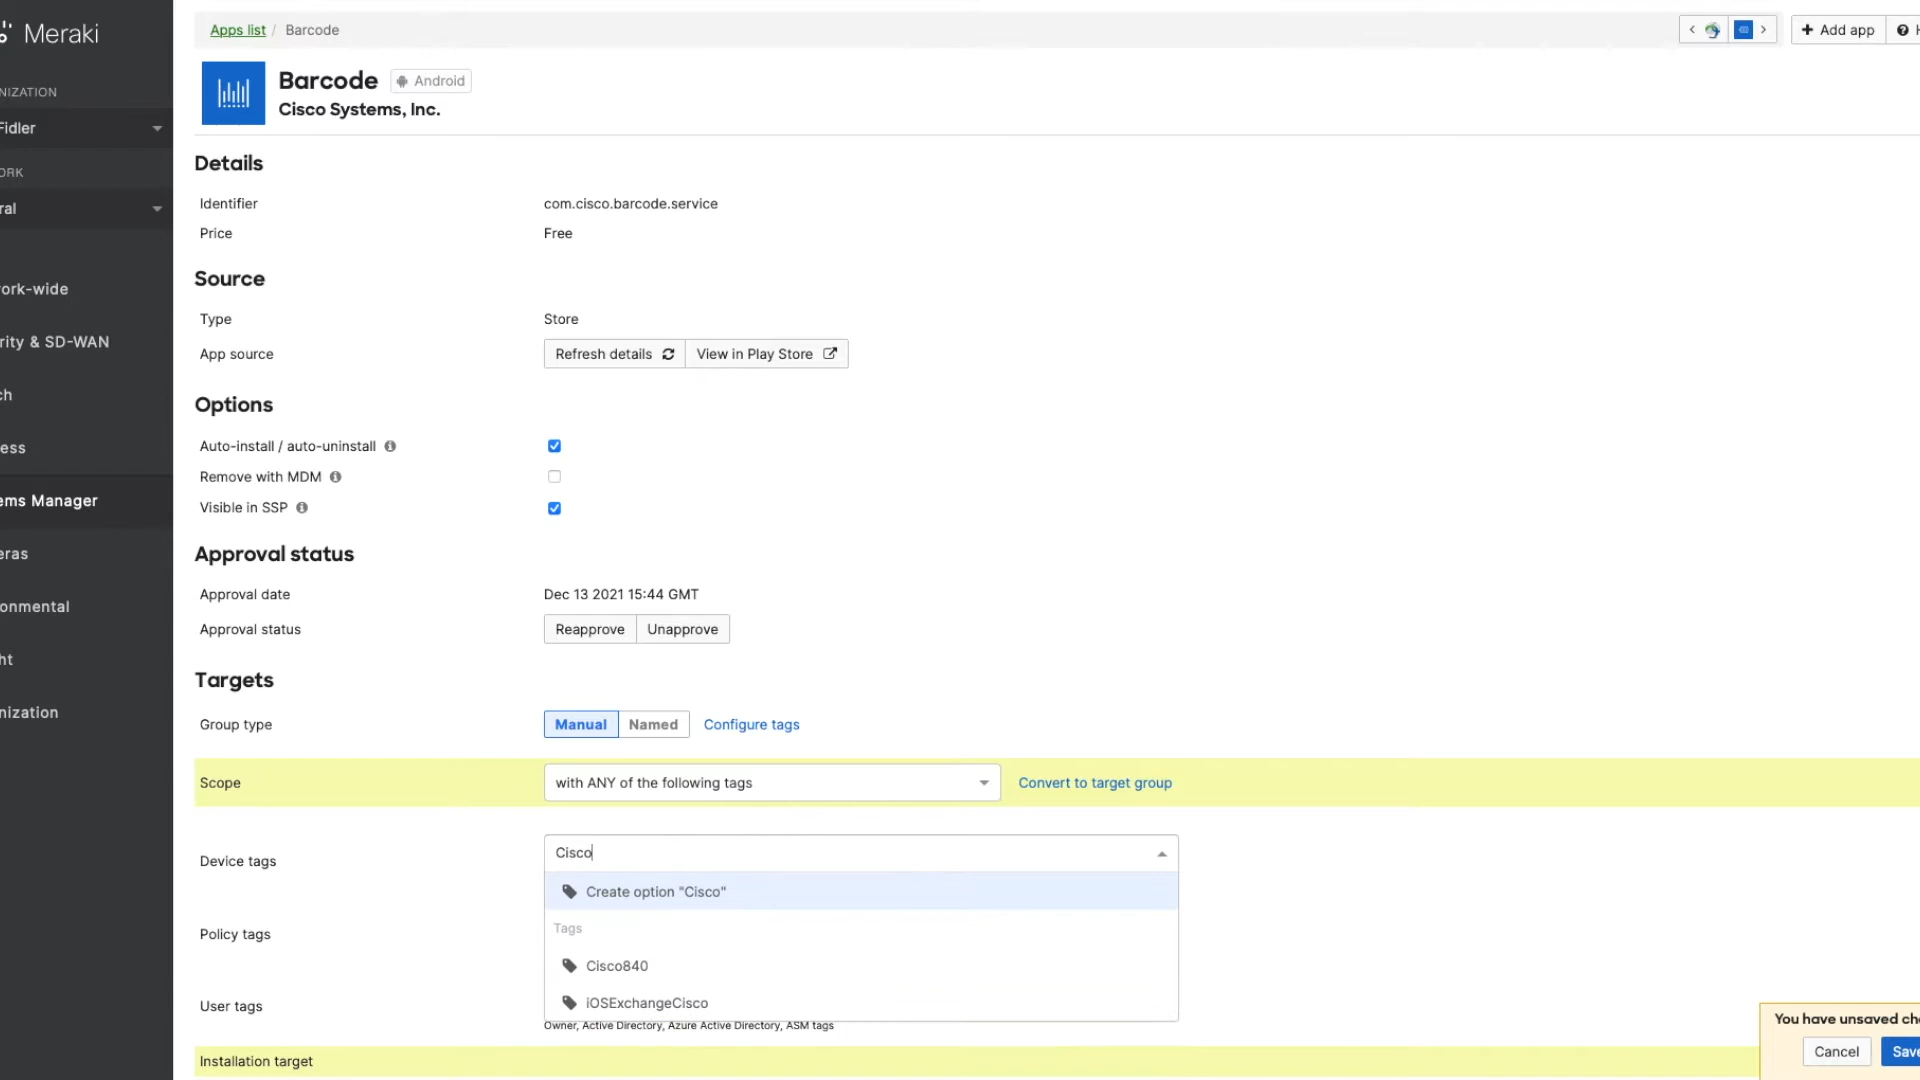 Meraki
Apps list / Barcode
Add app
NIZATION
Barcode
Android
Cisco Systems, Inc.
Fidler
Details
ORK
Identifier
com.cisco.barcode.service
ral
Price
Free
Source
ork-wide
Type
Store
rity & SD-WAN
App source
Refresh details
View in Play Store
ch
Options
Auto-install / auto-uninstall
ess
Remove with MDM
ems Manager
Visible in SSP
eras
Approval status
Approval date
Dec 13 2021 15:44 GMT
onmental
Approval status
Reapprove
Unapprove
ht
Targets
nization
Group type
Manual
Named
Configure tags
Scope
with ANY of the following tags
Convert to target group
Device tags
Cisco
Create option "Cisco"
Policy tags
Tags
Cisco840
User tags
iOSExchangeCisco
Owner, Active Directory, Azure Active Directory, ASM tags
Installation target
You have unsaved ch
Cancel
Save